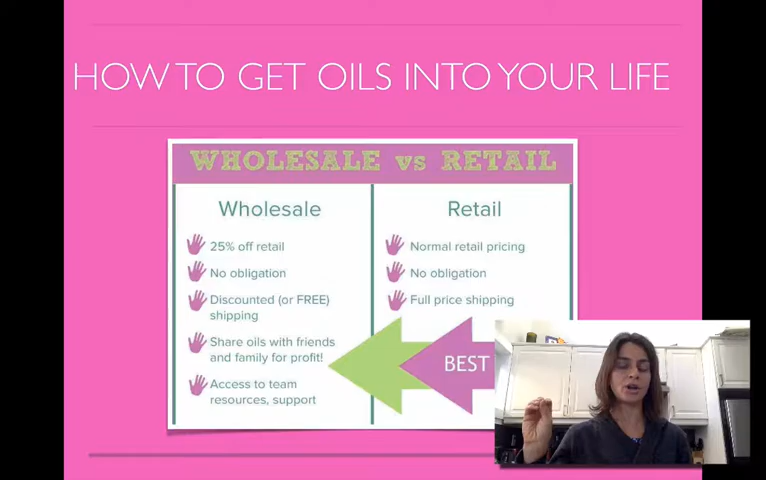 HOW TO GET OILS INTO YOUR LIFE
WHOLESALE vs RETAIL
Wholesale
25% off retail
No obligation
Discounted (or FREE)
shipping
Share oils with friends
and family for profit!
Access to team
resources, support
Retail
Normal retail pricing
No obligation
Full price shipping
BEST